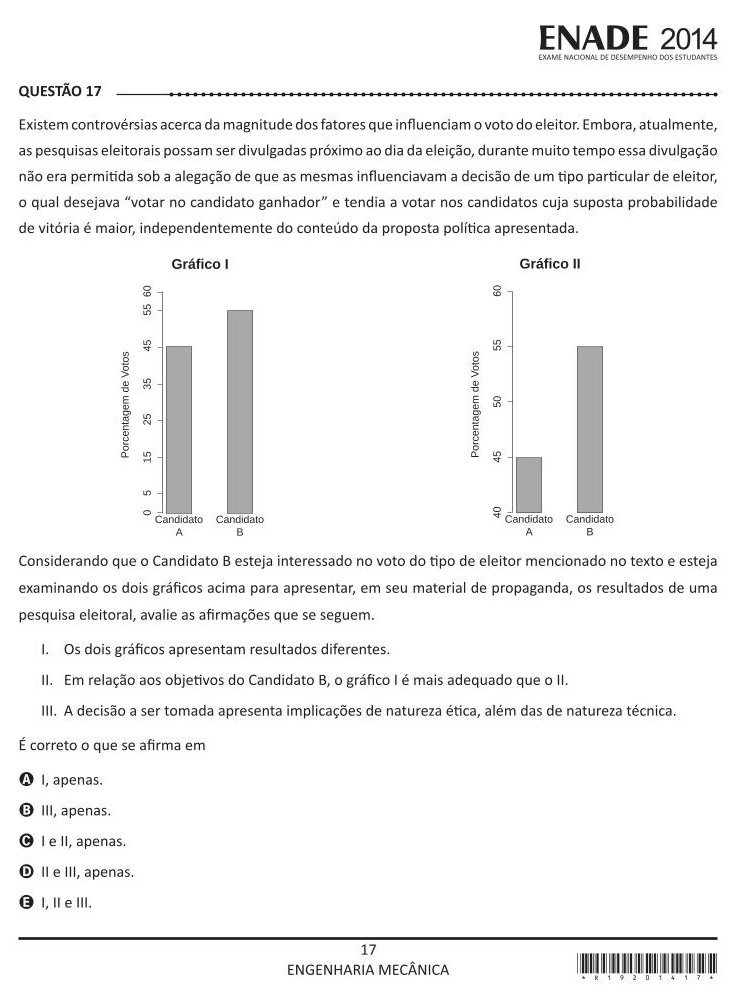 ENADE 2014
EXAME NACIONAL DE DESEMPENHO DOS ESTUDANTES
QUESTÃO 17
Existem controvérsias acerca da magnitude dos fatores que influenciam o voto do eleitor. Embora, atualmente,
as pesquisas eleitorais possam ser divulgadas próximo ao dia da eleição, durante muito tempo essa divulgação
não era permitida sob a alegação de que as mesmas influenciavam a decisão de um tipo particular de eleitor,
o qual desejava “votar no candidato ganhador” e tendia a votar nos candidatos cuja suposta probabilidade
de vitória é maior, independentemente do conteúdo da proposta política apresentada.
Gráfico I
60
55
45
35
25
15
5
0
Porcentagem de Votos
Candidato
A
Candidato
B
Gráfico II
60
55
50
45
40
Porcentagem de Votos
Candidato
A
Candidato
B
Considerando que o Candidato B esteja interessado no voto do tipo de eleitor mencionado no texto e esteja
examinando os dois gráficos acima para apresentar, em seu material de propaganda, os resultados de uma
pesquisa eleitoral, avalie as afirmações que se seguem.
I. Os dois gráficos apresentam resultados diferentes.
II. Em relação aos objetivos do Candidato B, o gráfico I é mais adequado que o II.
III. A decisão a ser tomada apresenta implicações de natureza ética, além das de natureza técnica.
É correto o que se afirma em
A I, apenas.
B III, apenas.
C I e II, apenas.
D II e III, apenas.
E I, II e III.
17
ENGENHARIA MECÂNICA
* R 1 9 2 0 1 4 1 7 *